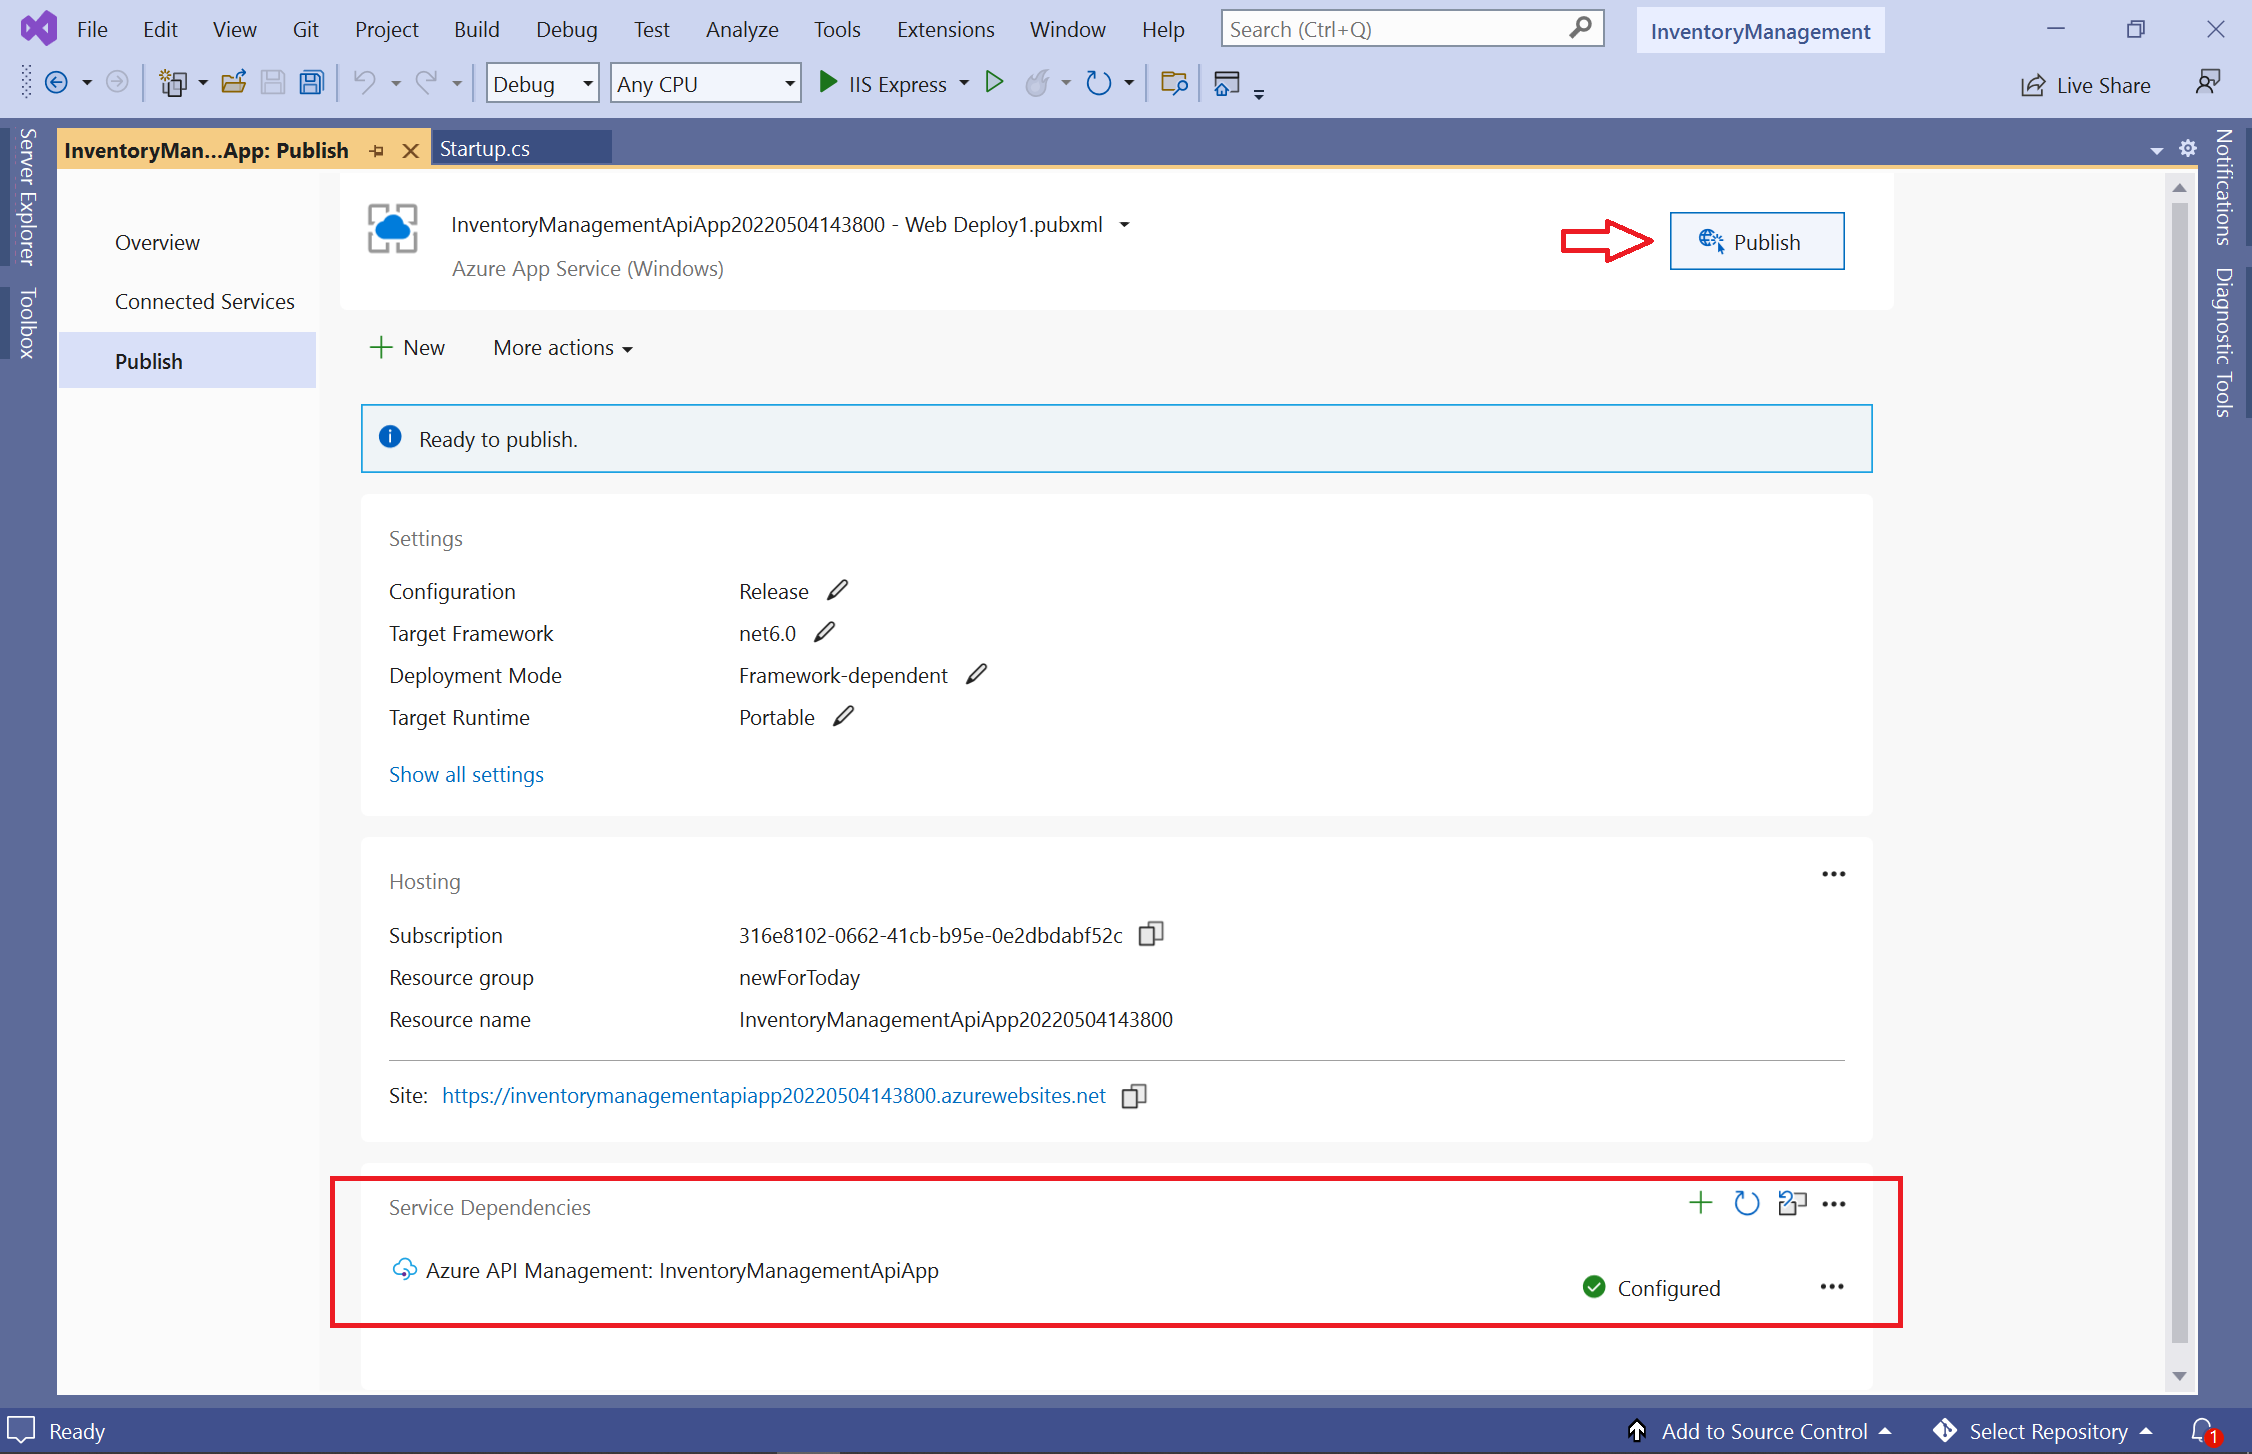 File Edit View Git Project Build Debug Test Analyze Tools Extensions Window Help Search (Ctrl+Q) InventoryManagement
Debug Any CPU IIS Express Live Share
Server Explorer
Toolbox
InventoryMan...App: Publish Startup.cs
Notifications
Diagnostic Tools
Overview
Connected Services
Publish
InventoryManagementApiApp20220504143800 - Web Deploy1.pubxml
Azure App Service (Windows)
Publish
New More actions
Ready to publish.
Settings
Configuration Release
Target Framework net6.0
Deployment Mode Framework-dependent
Target Runtime Portable
Show all settings
Hosting
Subscription 316e8102-0662-41cb-b95e-0e2dbdabf52c
Resource group newForToday
Resource name InventoryManagementApiApp20220504143800
Site: https://inventorymanagementapiapp20220504143800.azurewebsites.net
Service Dependencies
Azure API Management: InventoryManagementApiApp
Configured
Ready Add to Source Control Select Repository 1